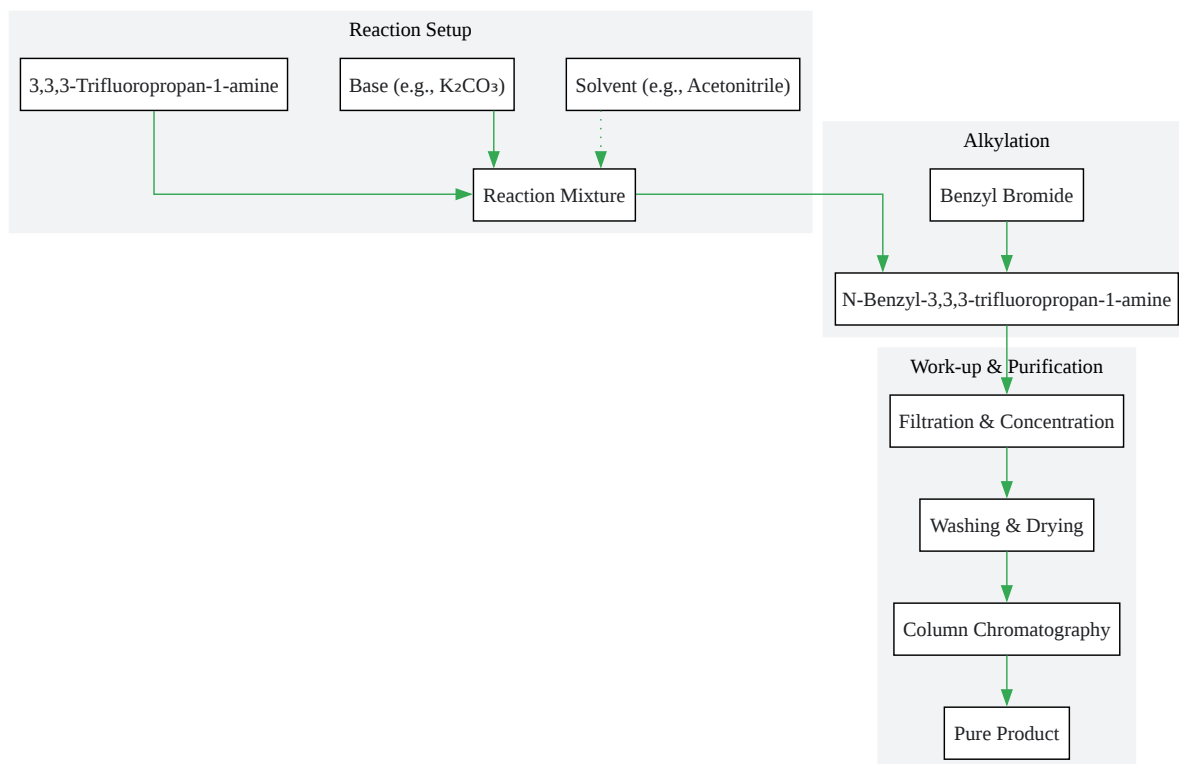 Reaction Setup
3,3,3-Trifluoropropan-1-amine
Base (e.g., K₂CO₃)
Solvent (e.g., Acetonitrile)
Reaction Mixture
Alkylation
Benzyl Bromide
N-Benzyl-3,3,3-trifluoropropan-1-amine
Work-up & Purification
Filtration & Concentration
Washing & Drying
Column Chromatography
Pure Product